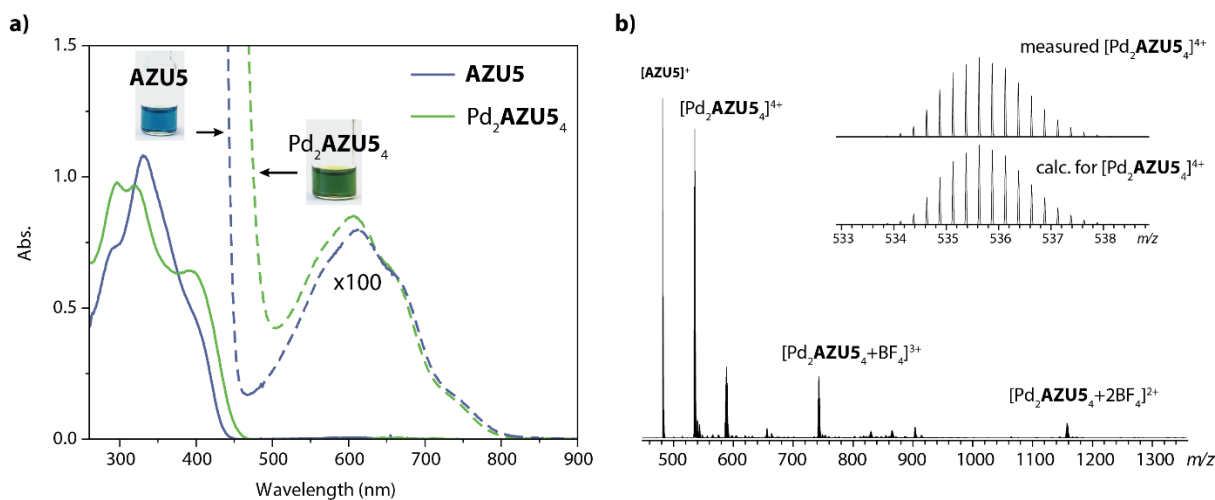 a)
1.5
1.0
0.5
0.0
Abs.
300 400 500 600 700 800 900
Wavelength (nm)
AZU5
Pd₂AZU5₄
AZU5
Pd₂AZU5₄
x100
b)
[AZU5]⁺
[Pd₂AZU5₄]⁴⁺
measured [Pd₂AZU5₄]⁴⁺
calc. for [Pd₂AZU5₄]⁴⁺
533 534 535 536 537 538 m/z
[Pd₂AZU5₄+BF₄]³⁺
[Pd₂AZU5₄+2BF₄]²⁺
500 600 700 800 900 1000 1100 1200 1300 m/z